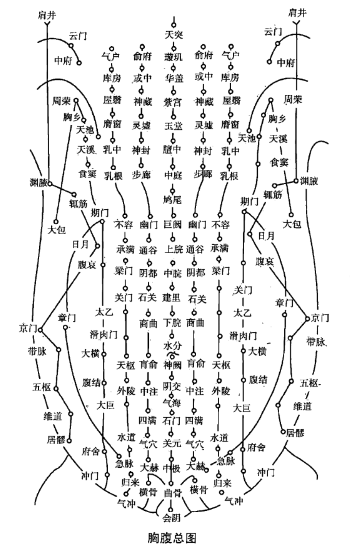 肩井 天突 肩井
云门 云门
中府 气户 俞府 璇玑 俞府 气户 中府
库房 或中 华盖 或中 库房
周荣 屋翳 神藏 紫宫 神藏 屋翳 周荣
胸乡 胸乡
天池 膺窗 灵墟 玉堂 灵墟 膺窗 天池 天溪
天溪 乳中 神封 膻中 神封 乳中
食窦 乳根 步廊 中庭 步廊 乳根 食窦
渊腋 渊腋
辄筋 鸠尾 辄筋
大包 期门 不容 幽门 巨阙 幽门 不容 期门 大包
日月 承满 通谷 上脘 通谷 承满 日月
腹哀 梁门 阴都 中脘 阴都 梁门 腹哀
关门 石关 建里 石关 关门
章门 太乙 商曲 下脘 商曲 太乙 章门
京门 滑肉门 水分 滑肉门 京门
带脉 大横 天枢 肓俞 神阙 肓俞 天枢 大横 带脉
五枢 腹结 外陵 中注 阴交 中注 外陵 腹结 五枢
气海
维道 大巨 四满 石门 四满 大巨 维道
居髎 水道 气穴 关元 气穴 水道 居髎
府舍 急脉 大赫 中极 大赫 急脉 府舍
冲门 归来 横骨 曲骨 横骨 归来 冲门
气冲 会阴 气冲
胸腹总图